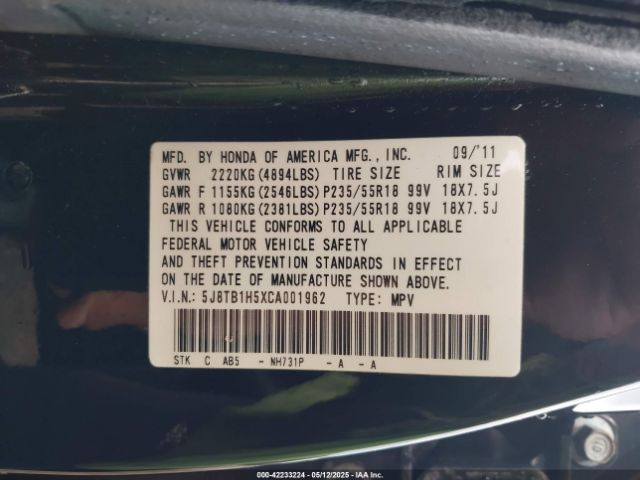 MFD. BY HONDA OF AMERICA MFG., INC. 09/'11
GVWR 2220KG(4894LBS) TIRE SIZE RIM SIZE
GAWR F 1155KG(2546LBS) P235/55R18 99V 18X7.5J
GAWR R 1080KG(2381LBS) P235/55R18 99V 18X7.5J
THIS VEHICLE CONFORMS TO ALL APPLICABLE
FEDERAL MOTOR VEHICLE SAFETY
AND THEFT PREVENTION STANDARDS IN EFFECT
ON THE DATE OF MANUFACTURE SHOWN ABOVE.
V.I.N.: 5J8TB1H5XCA001962 TYPE: MPV
STK C AB5 - NH731P - A - A
000-42233224 - 05/12/2025 - IAA Inc.